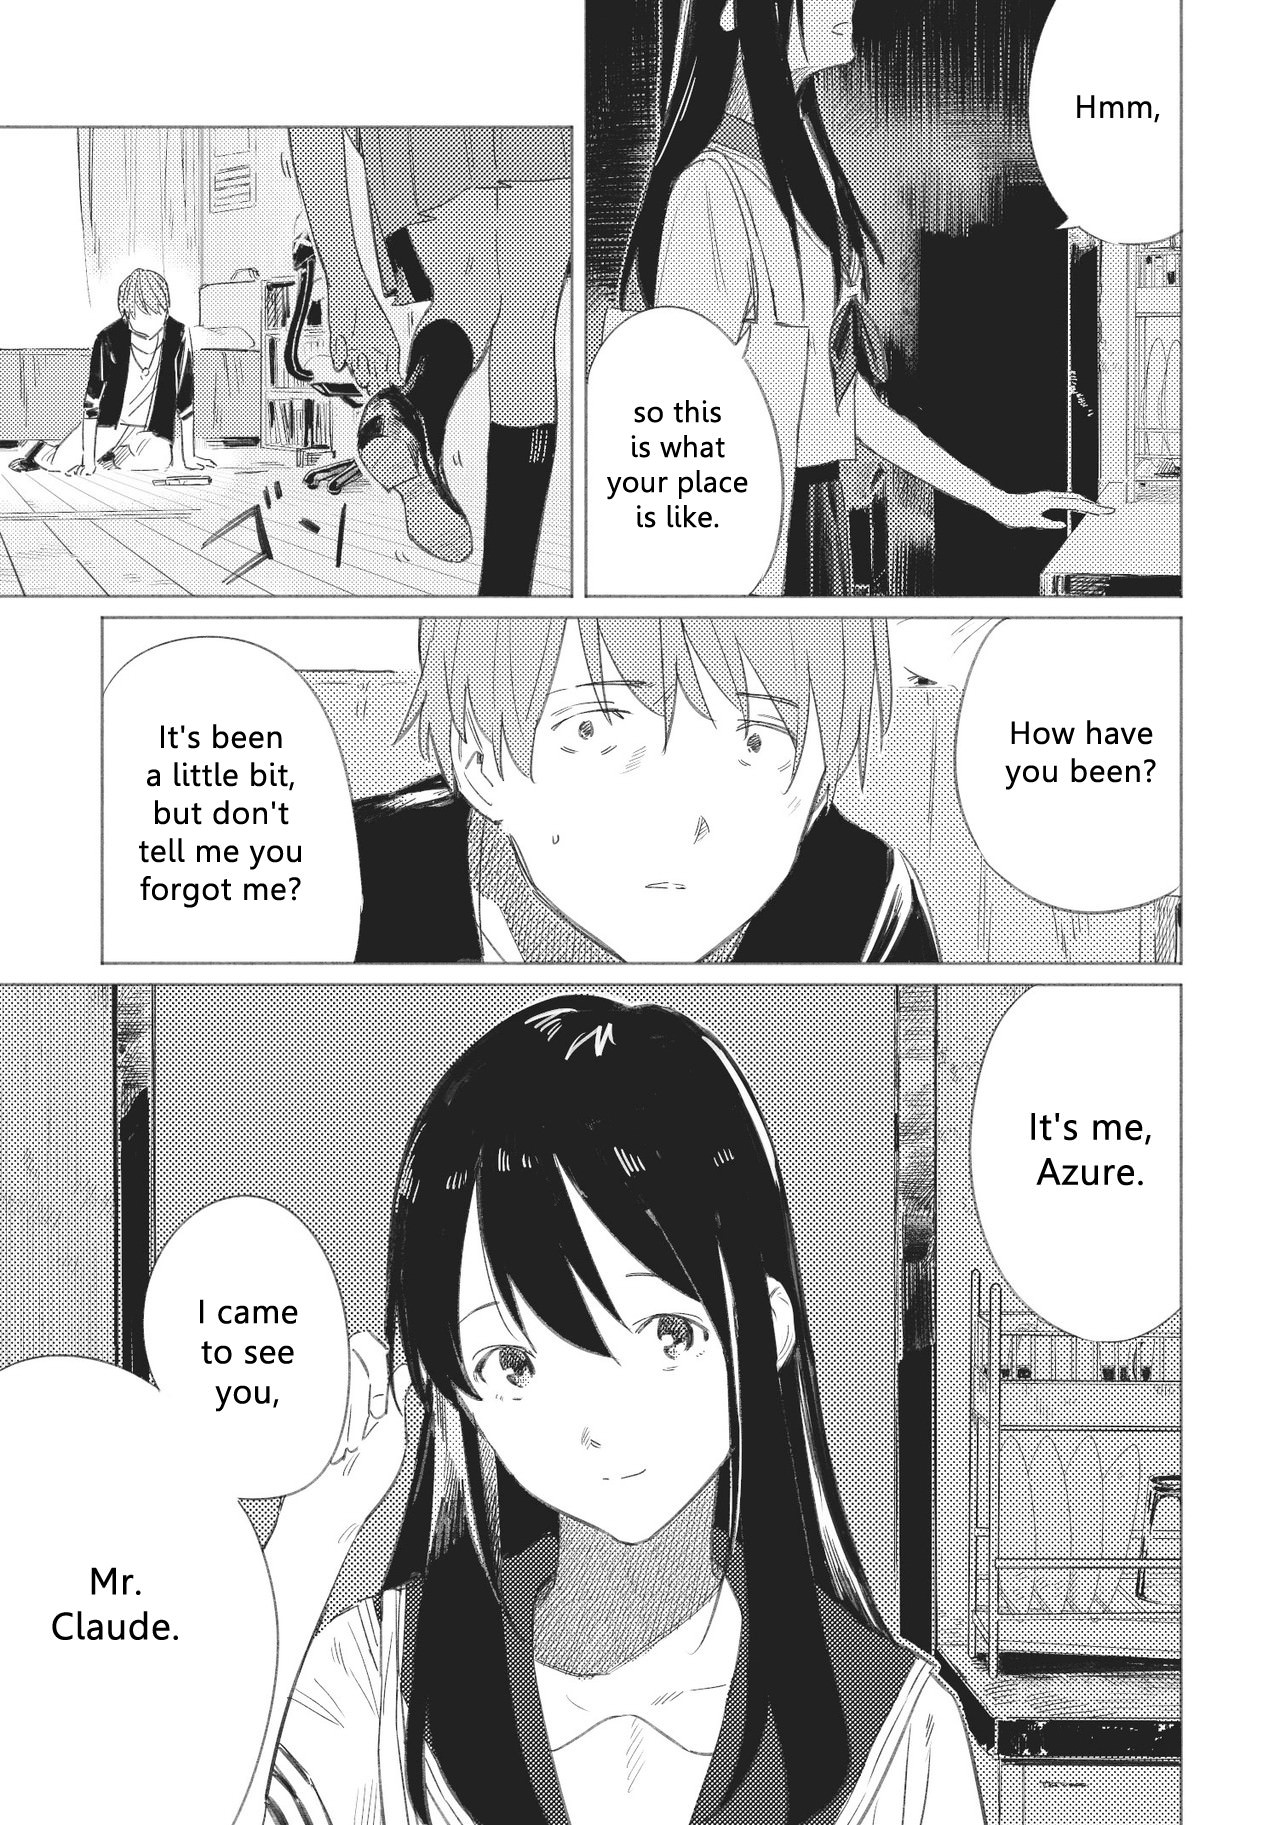 Hmm,
so this
is what
your place
is like.
How have
you been?
It's been
a little bit,
but don't
tell me you
forgot me?
It's me,
Azure.
I came
to see
you,
Mr.
Claude.